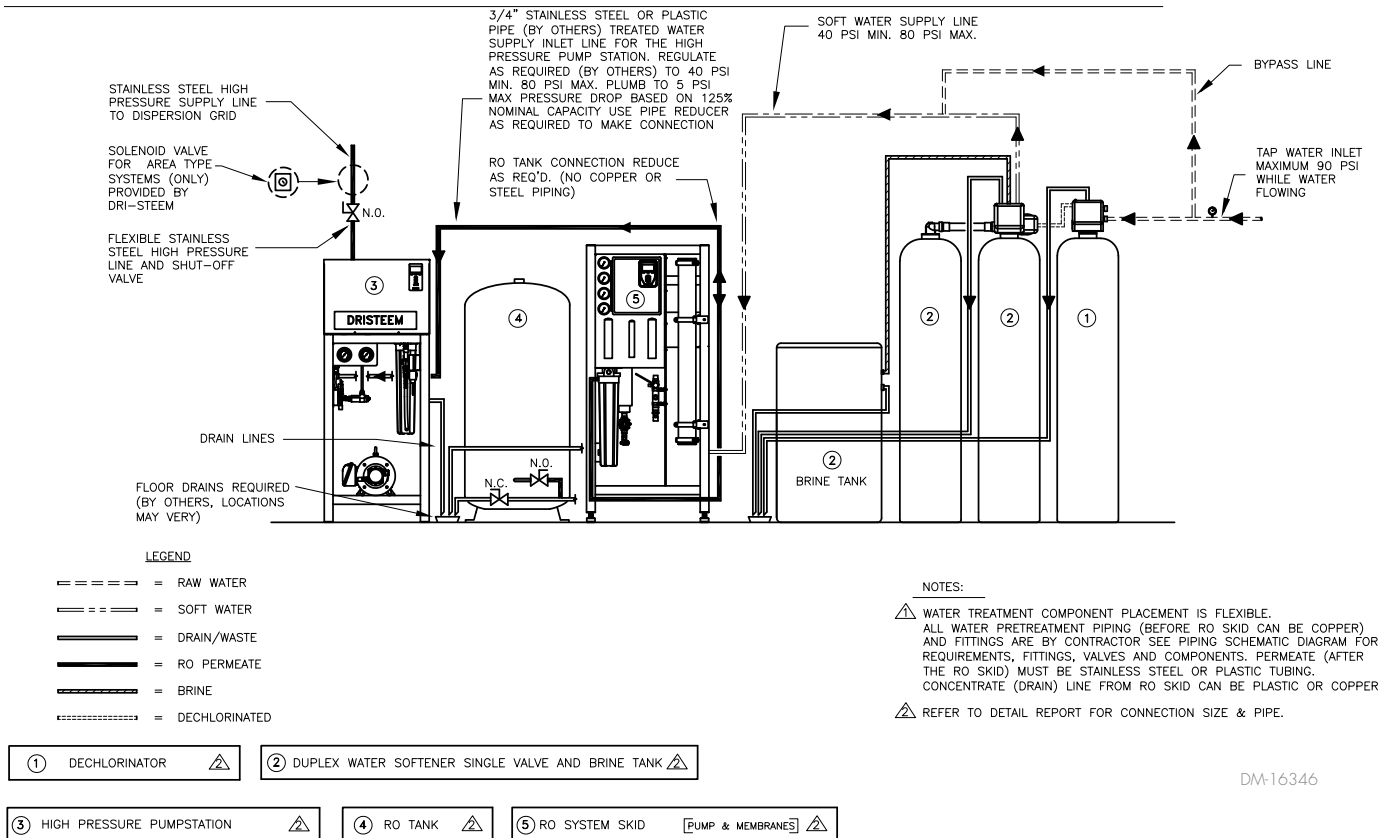 3/4" STAINLESS STEEL OR PLASTIC
PIPE (BY OTHERS) TREATED WATER
SUPPLY INLET LINE FOR THE HIGH
PRESSURE PUMP STATION. REGULATE
AS REQUIRED (BY OTHERS) TO 40 PSI
MIN. 80 PSI MAX. PLUMB TO 5 PSI
MAX PRESSURE DROP BASED ON 125%
NOMINAL CAPACITY USE PIPE REDUCER
AS REQUIRED TO MAKE CONNECTION
SOFT WATER SUPPLY LINE
40 PSI MIN. 80 PSI MAX.
BYPASS LINE
STAINLESS STEEL HIGH
PRESSURE SUPPLY LINE
TO DISPERSION GRID
SOLENOID VALVE
FOR AREA TYPE
SYSTEMS (ONLY)
PROVIDED BY
DRI-STEEM
N.O.
RO TANK CONNECTION REDUCE
AS REQ'D. (NO COPPER OR
STEEL PIPING)
TAP WATER INLET
MAXIMUM 90 PSI
WHILE WATER
FLOWING
FLEXIBLE STAINLESS
STEEL HIGH PRESSURE
LINE AND SHUT-OFF
VALVE
3
DRISTEEM
4
5
2
2
1
DRAIN LINES
FLOOR DRAINS REQUIRED
(BY OTHERS, LOCATIONS
MAY VERY)
N.C.
N.O.
2
BRINE TANK
LEGEND
= RAW WATER
= SOFT WATER
= DRAIN/WASTE
= RO PERMEATE
= BRINE
= DECHLORINATED
NOTES:
1 WATER TREATMENT COMPONENT PLACEMENT IS FLEXIBLE.
ALL WATER PRETREATMENT PIPING (BEFORE RO SKID CAN BE COPPER)
AND FITTINGS ARE BY CONTRACTOR SEE PIPING SCHEMATIC DIAGRAM FOR
REQUIREMENTS, FITTINGS, VALVES AND COMPONENTS. PERMEATE (AFTER
THE RO SKID) MUST BE STAINLESS STEEL OR PLASTIC TUBING.
CONCENTRATE (DRAIN) LINE FROM RO SKID CAN BE PLASTIC OR COPPER
2 REFER TO DETAIL REPORT FOR CONNECTION SIZE & PIPE.
1 DECHLORINATOR 2
2 DUPLEX WATER SOFTENER SINGLE VALVE AND BRINE TANK 2
DM-16346
3 HIGH PRESSURE PUMPSTATION 2
4 RO TANK 2
5 RO SYSTEM SKID PUMP & MEMBRANES 2